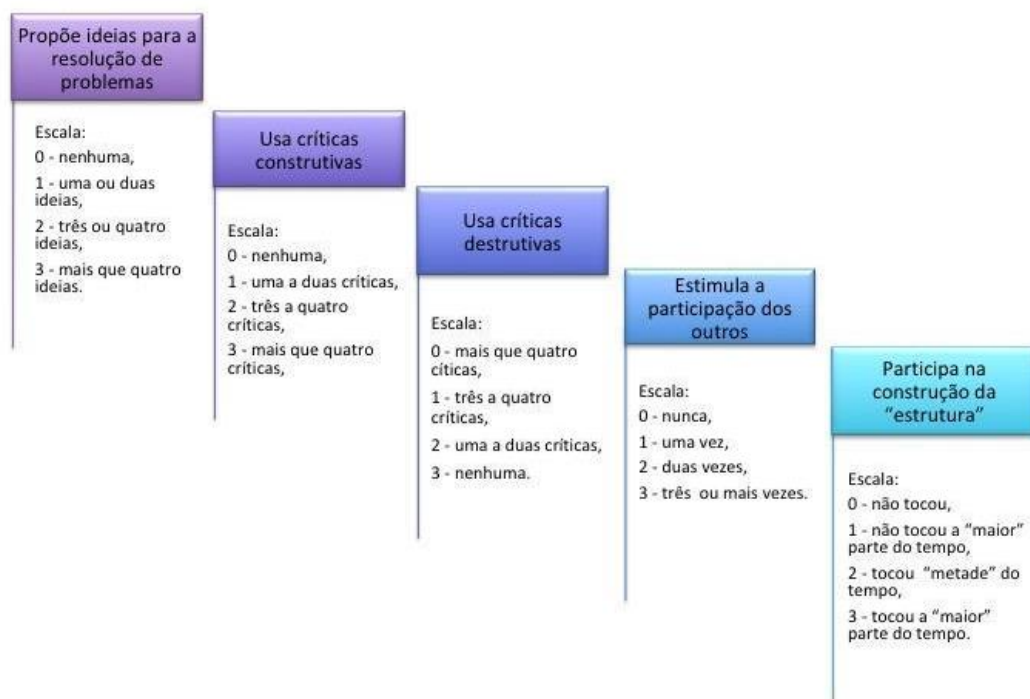 Propõe ideias para a
resolução de
problemas
Escala:
0 - nenhuma,
1 - uma ou duas
ideias,
2 - três ou quatro
ideias,
3 - mais que quatro
ideias.
Usa críticas
construtivas
Escala:
0 - nenhuma,
1 - uma a duas críticas,
2 - três a quatro
críticas,
3 - mais que quatro
críticas,
Usa críticas
destrutivas
Escala:
0 - mais que quatro
cíticas,
1 - três a quatro
críticas,
2 - uma a duas críticas,
3 - nenhuma.
Estimula a
participação dos
outros
Escala:
0 - nunca,
1 - uma vez,
2 - duas vezes,
3 - três ou mais vezes.
Participa na
construção da
“estrutura”
Escala:
0 - não tocou,
1 - não tocou a “maior”
parte do tempo,
2 - tocou “metade” do
tempo,
3 - tocou a “maior”
parte do tempo.